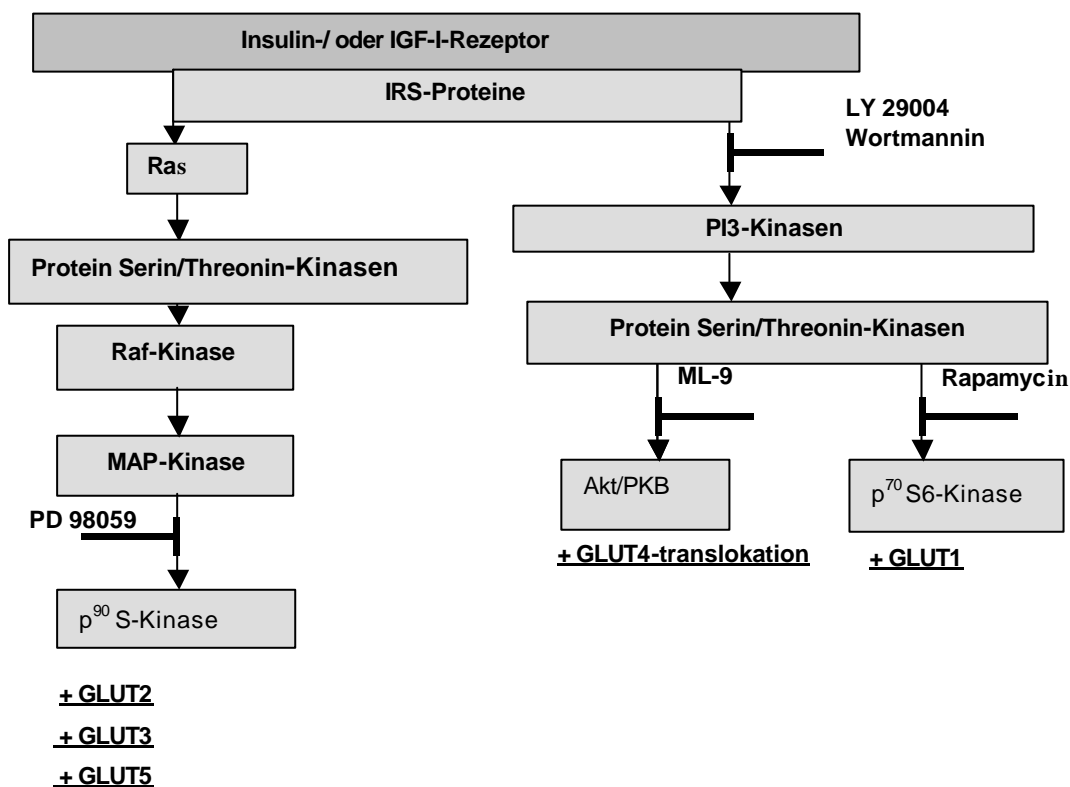 Insulin-/ oder IGF-I-Rezeptor
IRS-Proteine
LY 29004
Wortmannin
Ras
PI3-Kinasen
Protein Serin/Threonin-Kinasen
Protein Serin/Threonin-Kinasen
Raf-Kinase
ML-9
Rapamycin
MAP-Kinase
Akt/PKB
p⁷⁰ S6-Kinase
PD 98059
+ GLUT4-translokation
+ GLUT1
p⁹⁰ S-Kinase
+ GLUT2
+ GLUT3
+ GLUT5